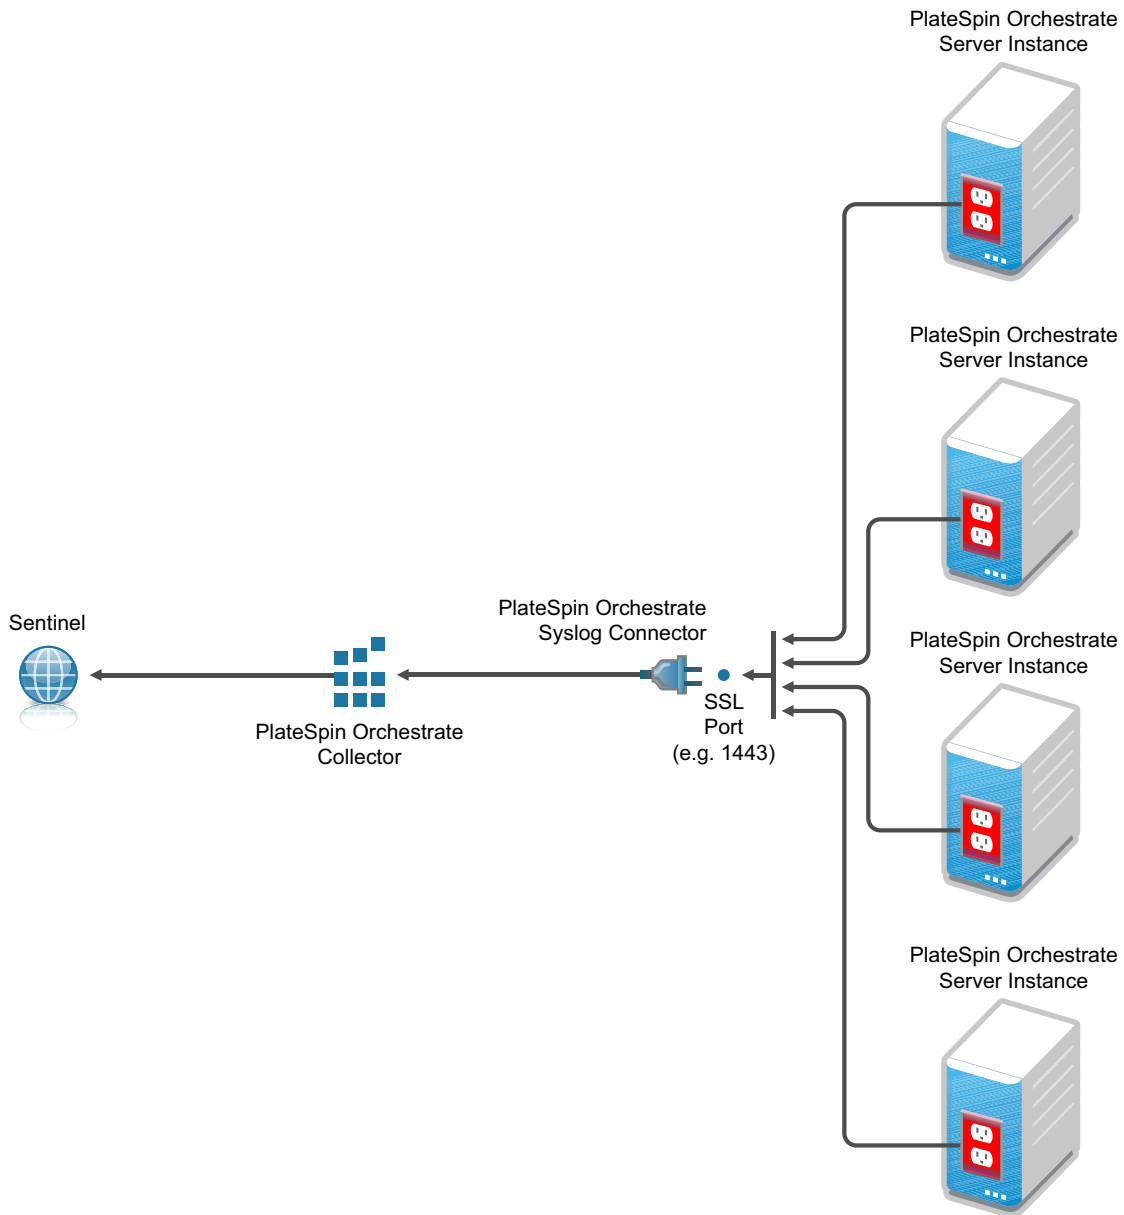 PlateSpin Orchestrate
Server Instance
PlateSpin Orchestrate
Server Instance
Sentinel
PlateSpin Orchestrate
Syslog Connector
PlateSpin Orchestrate
Server Instance
SSL
Port
(e.g. 1443)
PlateSpin Orchestrate
Collector
PlateSpin Orchestrate
Server Instance